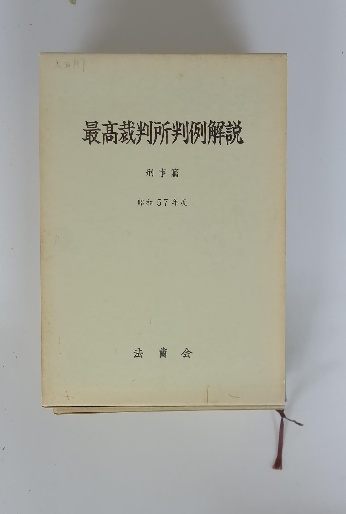 最高裁判所判例解説
刑事篇
昭和57年度
法曹会